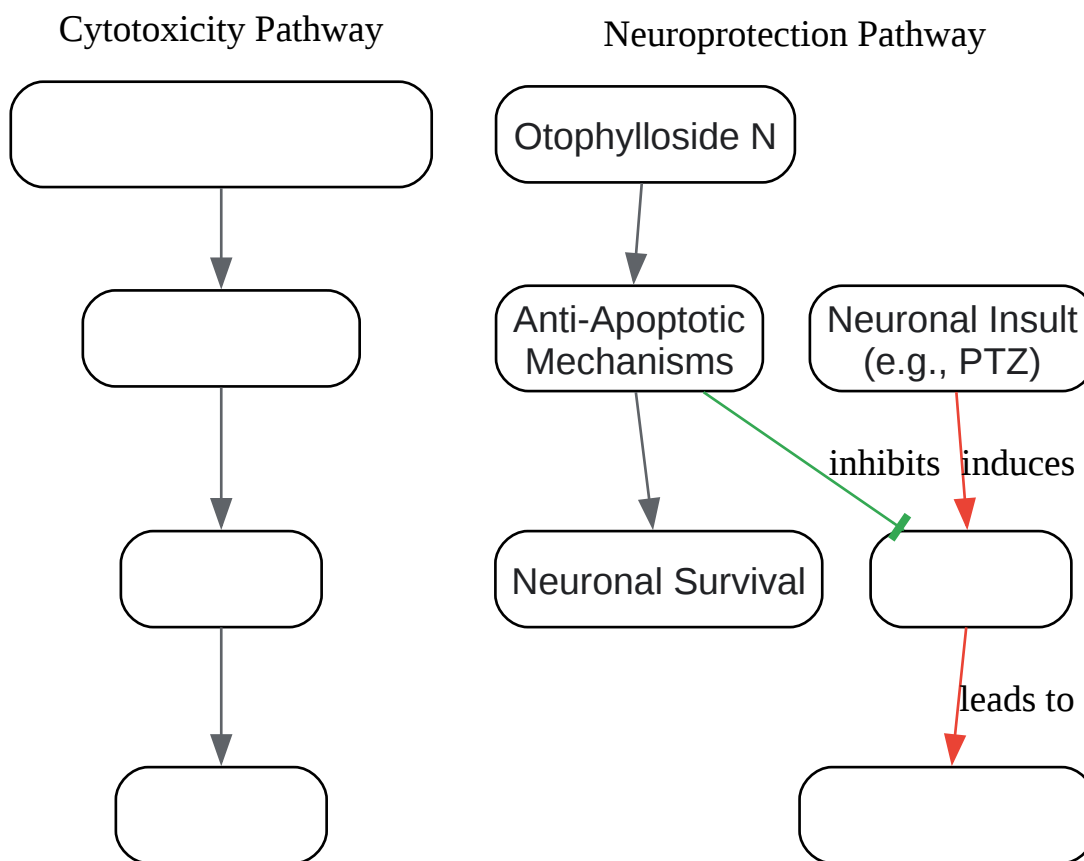 Cytotoxicity Pathway
Neuroprotection Pathway
Otophylloside N
Anti-Apoptotic
Mechanisms
Neuronal Insult
(e.g., PTZ)
inhibits
induces
Neuronal Survival
leads to